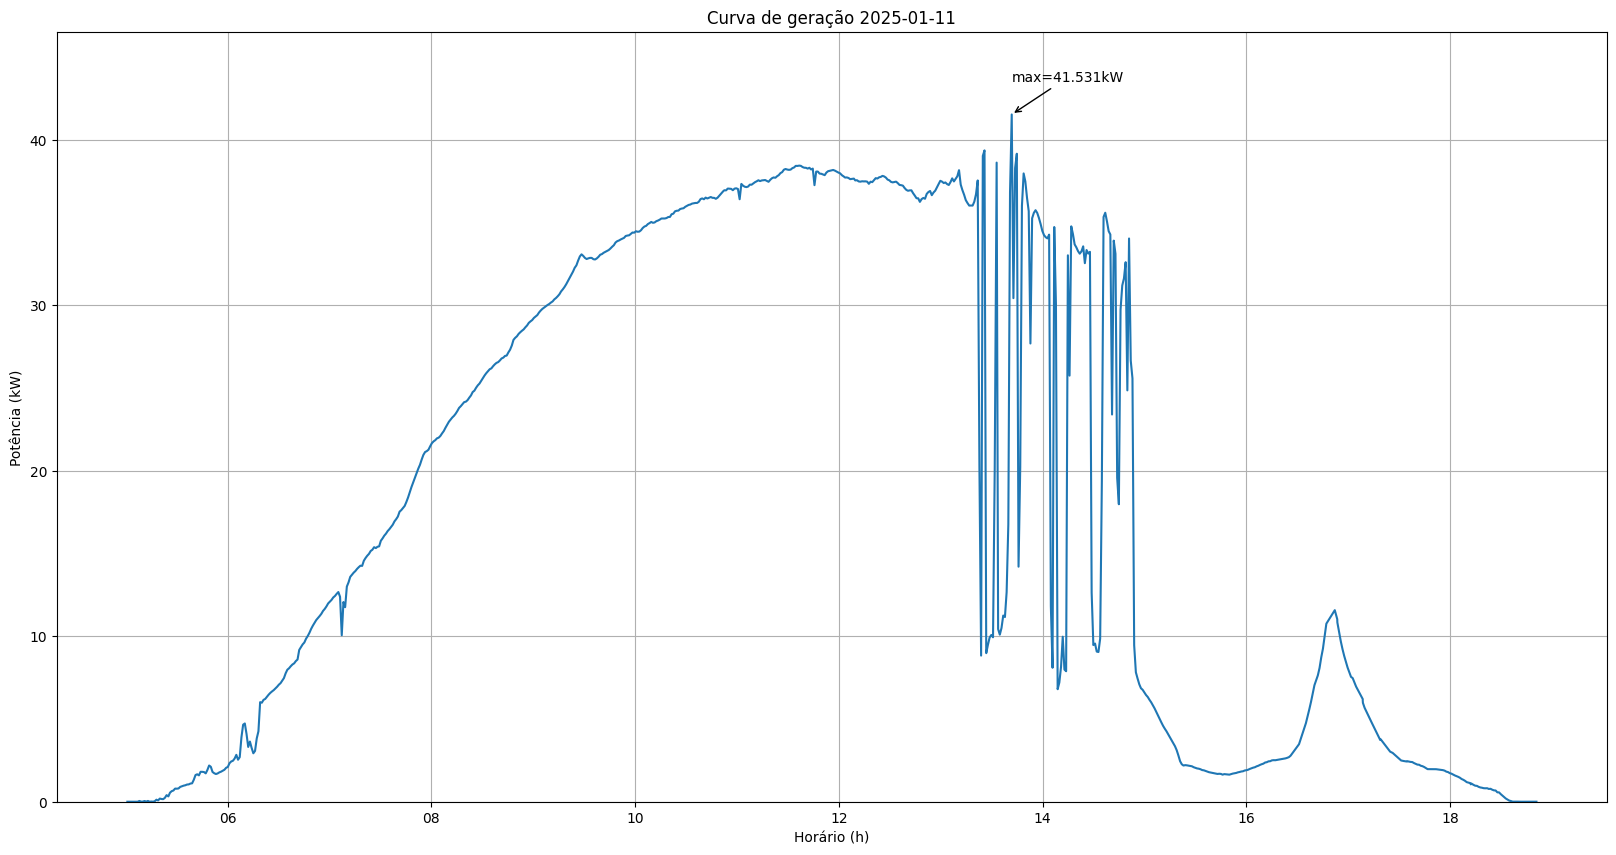 Curva de geração 2025-01-11
max=41.531kW
40
30
20
10
0
Potência (kW)
06 08 10 12 14 16 18
Horário (h)